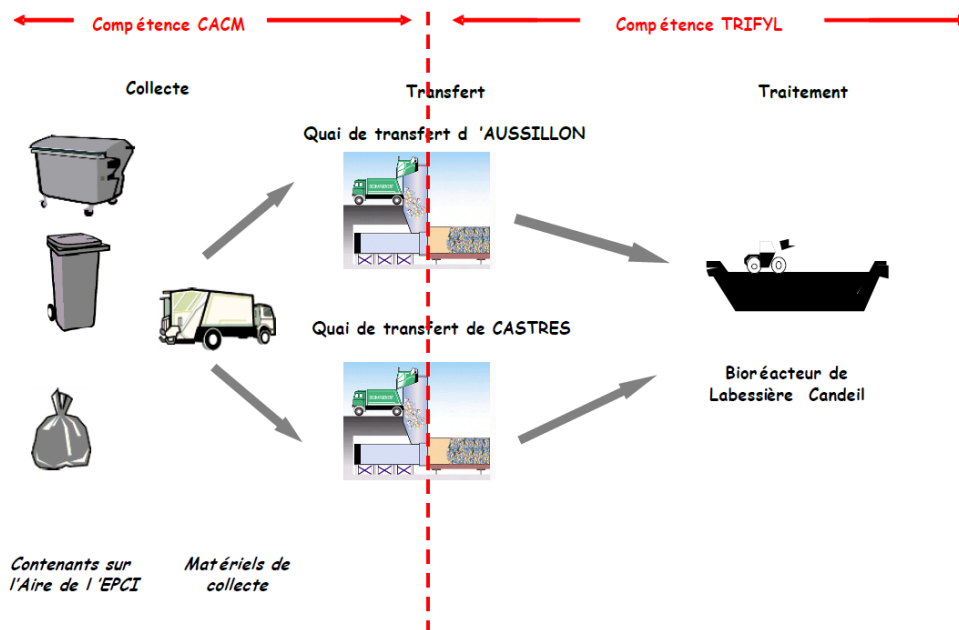 Compétence CACM
Compétence TRIFYL
Collecte
Transfert
Traitement
Quai de transfert d 'AUSSILLON
Quai de transfert de CASTRES
Bioréacteur de
Labessière Candeil
Contenants sur
l'Aire de l 'EPCI
Matériels de
collecte